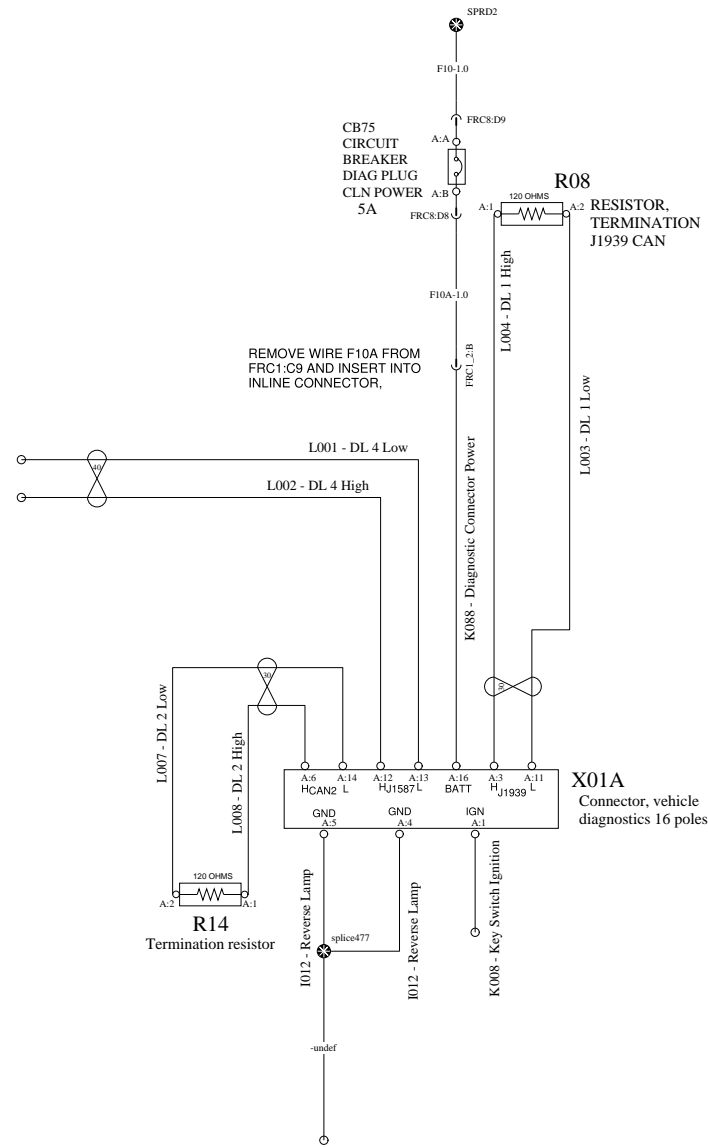 SPRD2
F10-1.0
FRC8:D9
CB75
CIRCUIT
BREAKER
DIAG PLUG
CLN POWER
5A
A:A
A:B
FRC8:D8
R08
120 OHMS
A:1
A:2
RESISTOR,
TERMINATION
J1939 CAN
L004 - DL 1 High
F10A-1.0
REMOVE WIRE F10A FROM
FRC1:C9 AND INSERT INTO
INLINE CONNECTOR,
FRC1_2:B
L003 - DL 1 Low
L001 - DL 4 Low
40
L002 - DL 4 High
K088 - Diagnostic Connector Power
30
30
L007 - DL 2 Low
L008 - DL 2 High
A:6
A:14
A:12
A:13
A:16
A:3
A:11
H CAN2 L
H J1587 L
BATT
H J1939 L
X01A
Connector, vehicle
diagnostics 16 poles
GND
GND
IGN
A:5
A:4
A:1
120 OHMS
A:2
A:1
R14
Termination resistor
I012 - Reverse Lamp
splice477
I012 - Reverse Lamp
K008 - Key Switch Ignition
-undef